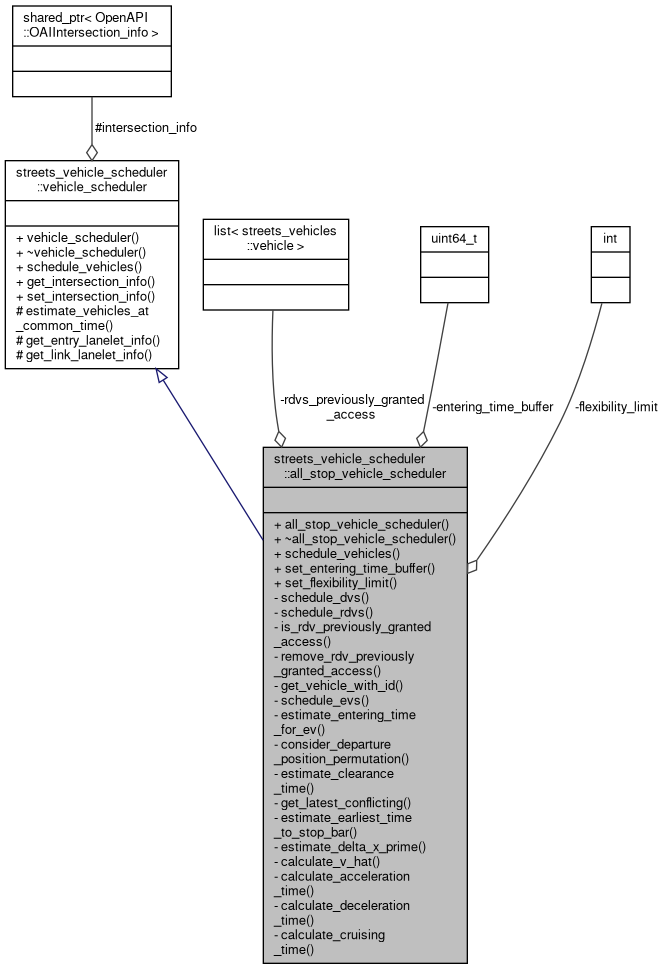 shared_ptr< OpenAPI
::OAIIntersection_info >
#intersection_info
streets_vehicle_scheduler
::vehicle_scheduler
+ vehicle_scheduler()
+ ~vehicle_scheduler()
+ schedule_vehicles()
+ get_intersection_info()
+ set_intersection_info()
# estimate_vehicles_at
_common_time()
# get_entry_lanelet_info()
# get_link_lanelet_info()
list< streets_vehicles
::vehicle >
uint64_t
int
-rdvs_previously_granted
_access
-entering_time_buffer
-flexibility_limit
streets_vehicle_scheduler
::all_stop_vehicle_scheduler
+ all_stop_vehicle_scheduler()
+ ~all_stop_vehicle_scheduler()
+ schedule_vehicles()
+ set_entering_time_buffer()
+ set_flexibility_limit()
- schedule_dvs()
- schedule_rdvs()
- is_rdv_previously_granted
_access()
- remove_rdv_previously
_granted_access()
- get_vehicle_with_id()
- schedule_evs()
- estimate_entering_time
_for_ev()
- consider_departure
_position_permutation()
- estimate_clearance
_time()
- get_latest_conflicting()
- estimate_earliest_time
_to_stop_bar()
- estimate_delta_x_prime()
- calculate_v_hat()
- calculate_acceleration
_time()
- calculate_deceleration
_time()
- calculate_cruising
_time()